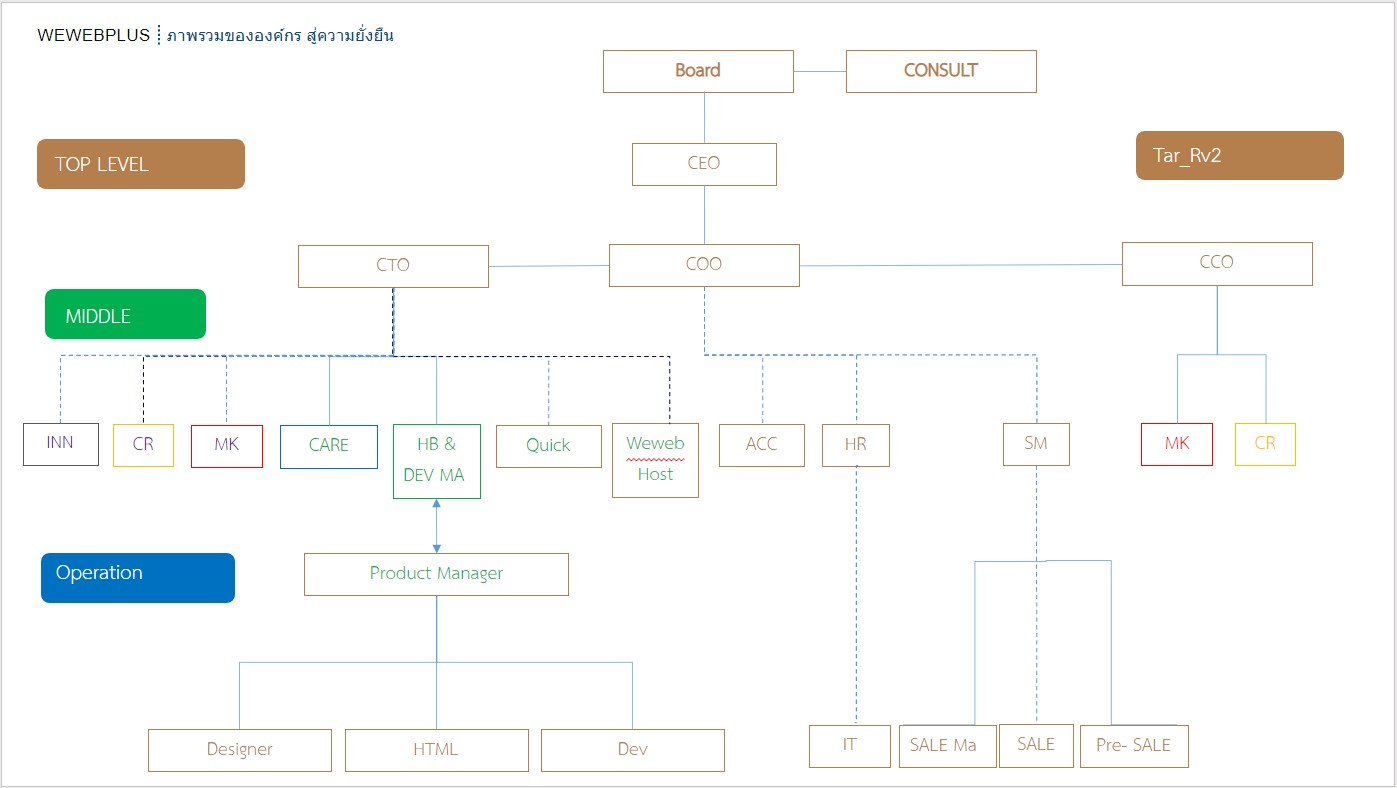 WEWEBPLUS ภาพรวมขององค์กร สู่ความยั่งยืน
Board
CONSULT
TOP LEVEL
CEO
Tar_Rv2
CTO
COO
CCO
MIDDLE
INN
CR
MK
CARE
HB &
DEV MA
Quick
Weweb
Host
ACC
HR
SM
MK
CR
Operation
Product Manager
Designer
HTML
Dev
IT
SALE Ma
SALE
Pre- SALE